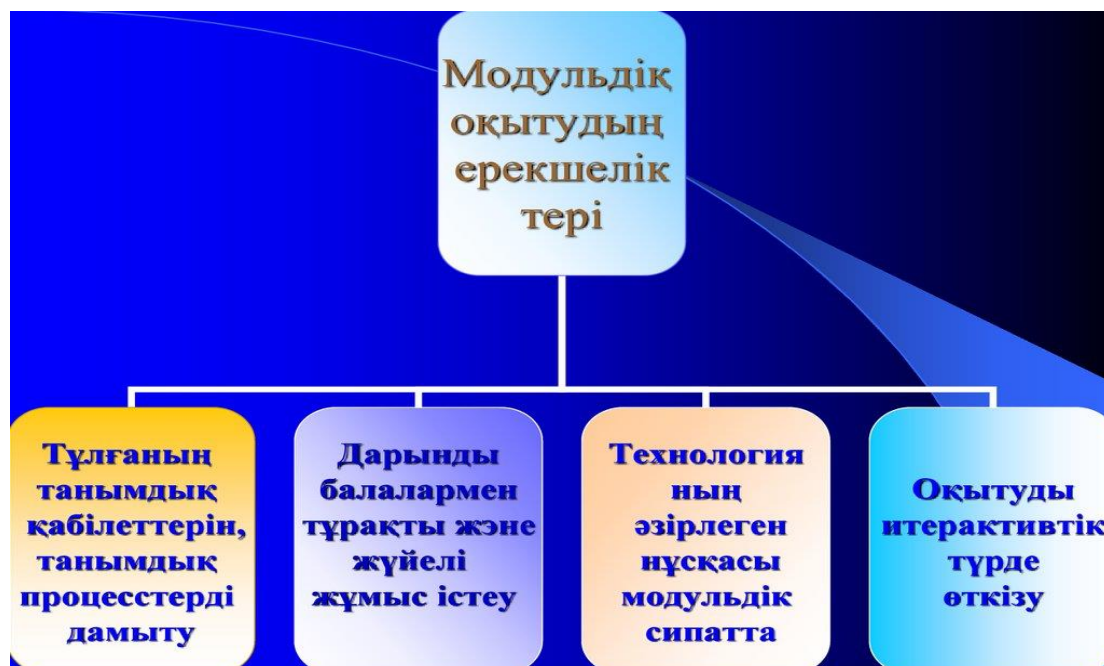 Модульдік
оқытудың
ерекшелік
тері
Тұлғаның
танымдық
қабілеттерін,
танымдық
процесстерді
дамыту
Дарынды
балалармен
тұрақты және
жүйелі
жұмыс істеу
Технология
ның
әзірлеген
нұсқасы
модульдік
сипатта
Оқытуды
итерактивтік
түрде
өткізу